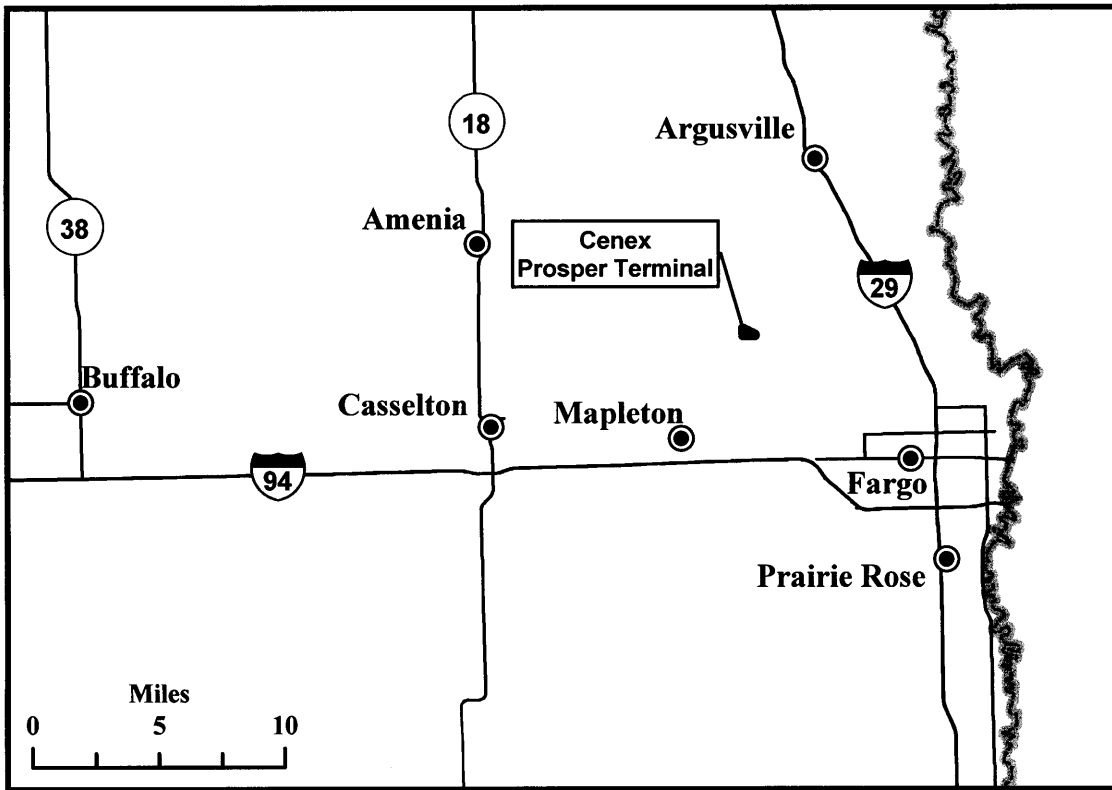 18
Argusville
38
Amenia
Cenex
Prosper Terminal
29
Buffalo
Casselton
Mapleton
94
Fargo
Prairie Rose
Miles
0 5 10